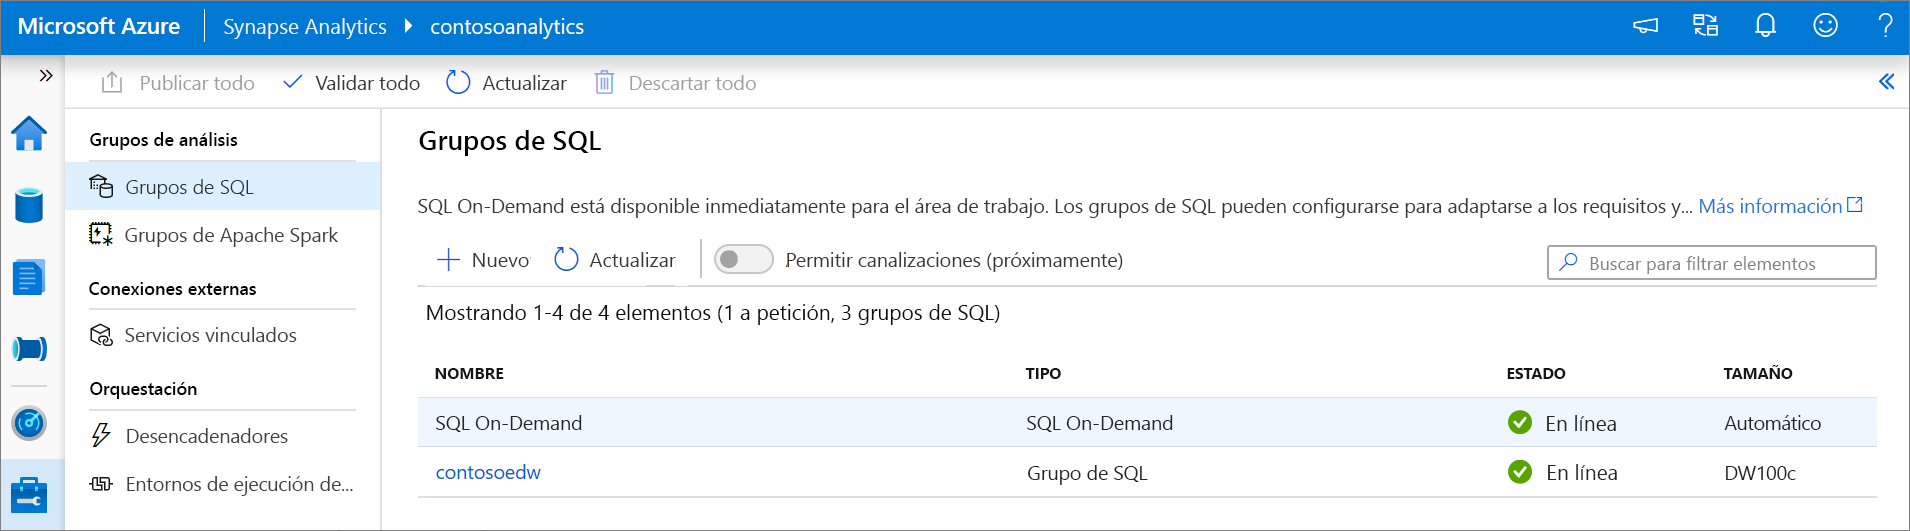 Microsoft Azure Synapse Analytics contosoanalytics
Publicar todo Validar todo Actualizar Descartar todo
Grupos de análisis
Grupos de SQL
Grupos de Apache Spark
Conexiones externas
Servicios vinculados
Orquestación
Desencadenadores
Entornos de ejecución de...
Grupos de SQL
SQL On-Demand está disponible inmediatamente para el área de trabajo. Los grupos de SQL pueden configurarse para adaptarse a los requisitos y... Más información
Nuevo Actualizar Permitir canalizaciones (próximamente) Buscar para filtrar elementos
Mostrando 1-4 de 4 elementos (1 a petición, 3 grupos de SQL)
NOMBRE TIPO ESTADO TAMAÑO
SQL On-Demand SQL On-Demand En línea Automático
contosoedw Grupo de SQL En línea DW100c